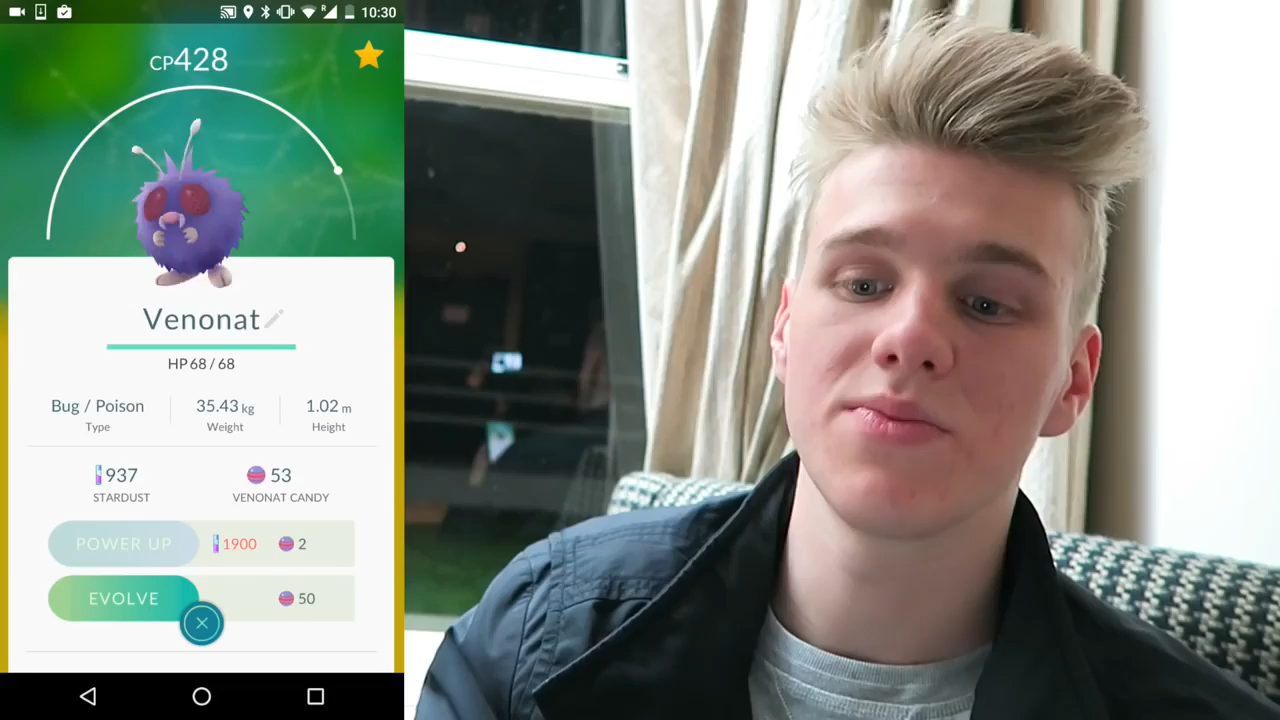 10:30
CP428
Venonat
HP 68 / 68
Bug / Poison 35.43 kg 1.02 m
Type Weight Height
937 53
STARDUST VENONAT CANDY
POWER UP 1900 2
EVOLVE 50